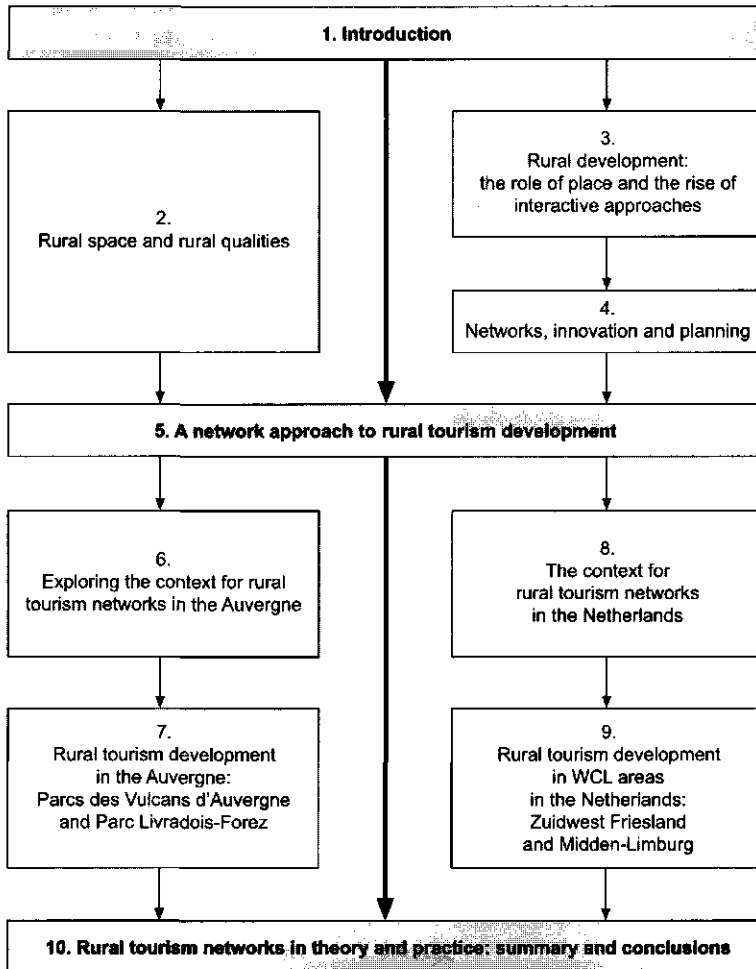 1. Introduction
2.
Rural space and rural qualities
3.
Rural development:
the role of place and the rise of
interactive approaches
4.
Networks, innovation and planning
5. A network approach to rural tourism development
6.
Exploring the context for rural
tourism networks in the Auvergne
7.
Rural tourism development
in the Auvergne:
Parcs des Vulcans d'Auvergne
and Parc Livradois-Forez
8.
The context for
rural tourism networks
in the Netherlands
9.
Rural tourism development
in WCL areas
in the Netherlands:
Zuidwest Friesland
and Midden-Limburg
10. Rural tourism networks in theory and practice: summary and conclusions